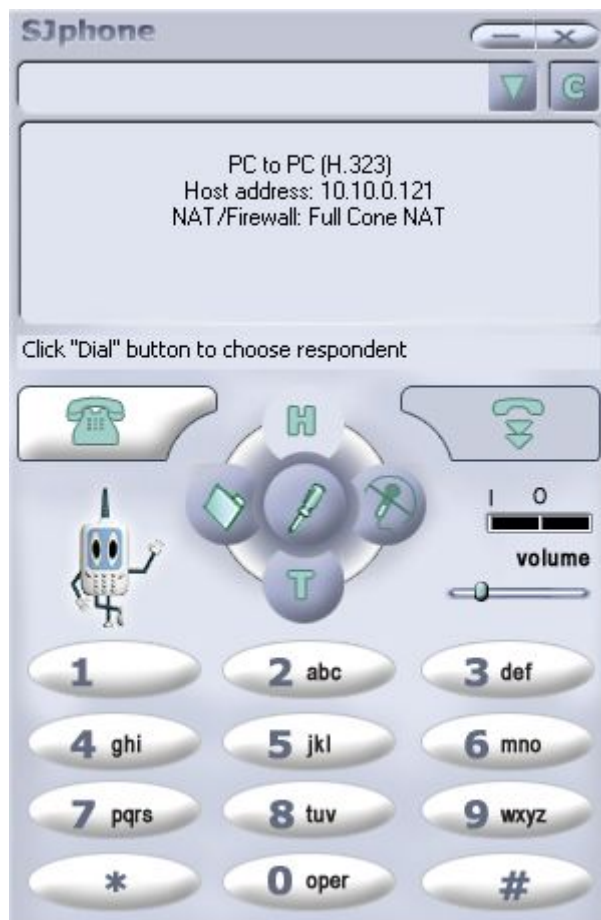 SJphone
C
PC to PC (H.323)
Host address: 10.10.0.121
NAT/Firewall: Full Cone NAT
Click "Dial" button to choose respondent
H
T
I O
volume
1
2 abc
3 def
4 ghi
5 jkl
6 mno
7 pqrs
8 tuv
9 wxyz
*
0 oper
#